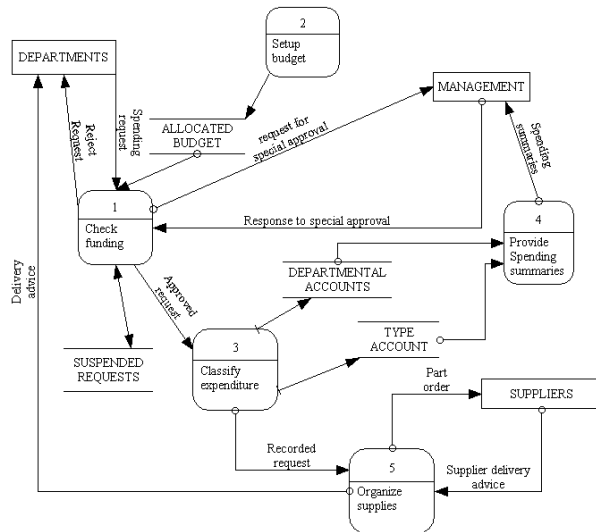 2
Setup
budget
DEPARTMENTS
MANAGEMENT
Spending
request
Reject
Request
ALLOCATED
BUDGET
request for
special approval
Spending
summaries
1
Check
funding
Response to special approval
4
Provide
Spending
summaries
Delivery
advice
Approved
request
DEPARTMENTAL
ACCOUNTS
SUSPENDED
REQUESTS
3
Classify
expenditure
TYPE
ACCOUNT
Part
order
SUPPLIERS
Recorded
request
5
Organize
supplies
Supplier delivery
advice